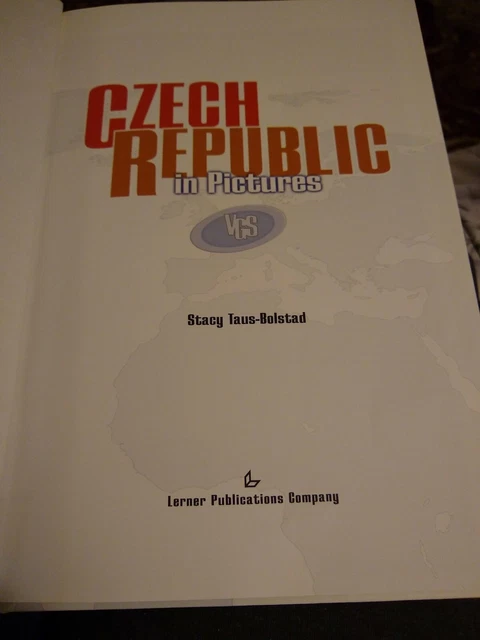 CZECH
REPUBLIC
in Pictures
VGS
Stacy Taus-Bolstad
Lerner Publications Company